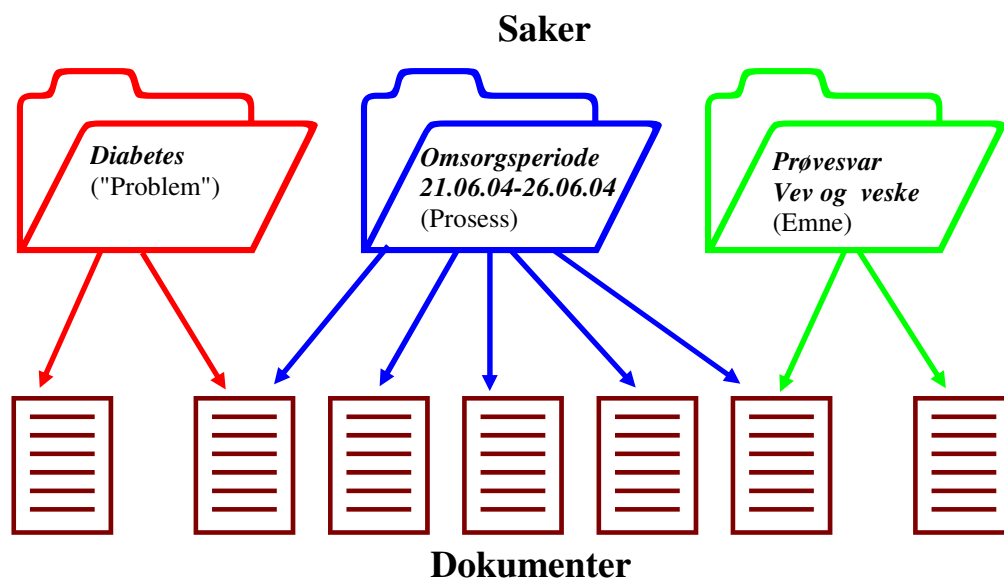 Saker
Diabetes
("Problem")
Omsorgsperiode
21.06.04-26.06.04
(Prosess)
Prøvesvar
Vev og veske
(Emne)
Dokumenter